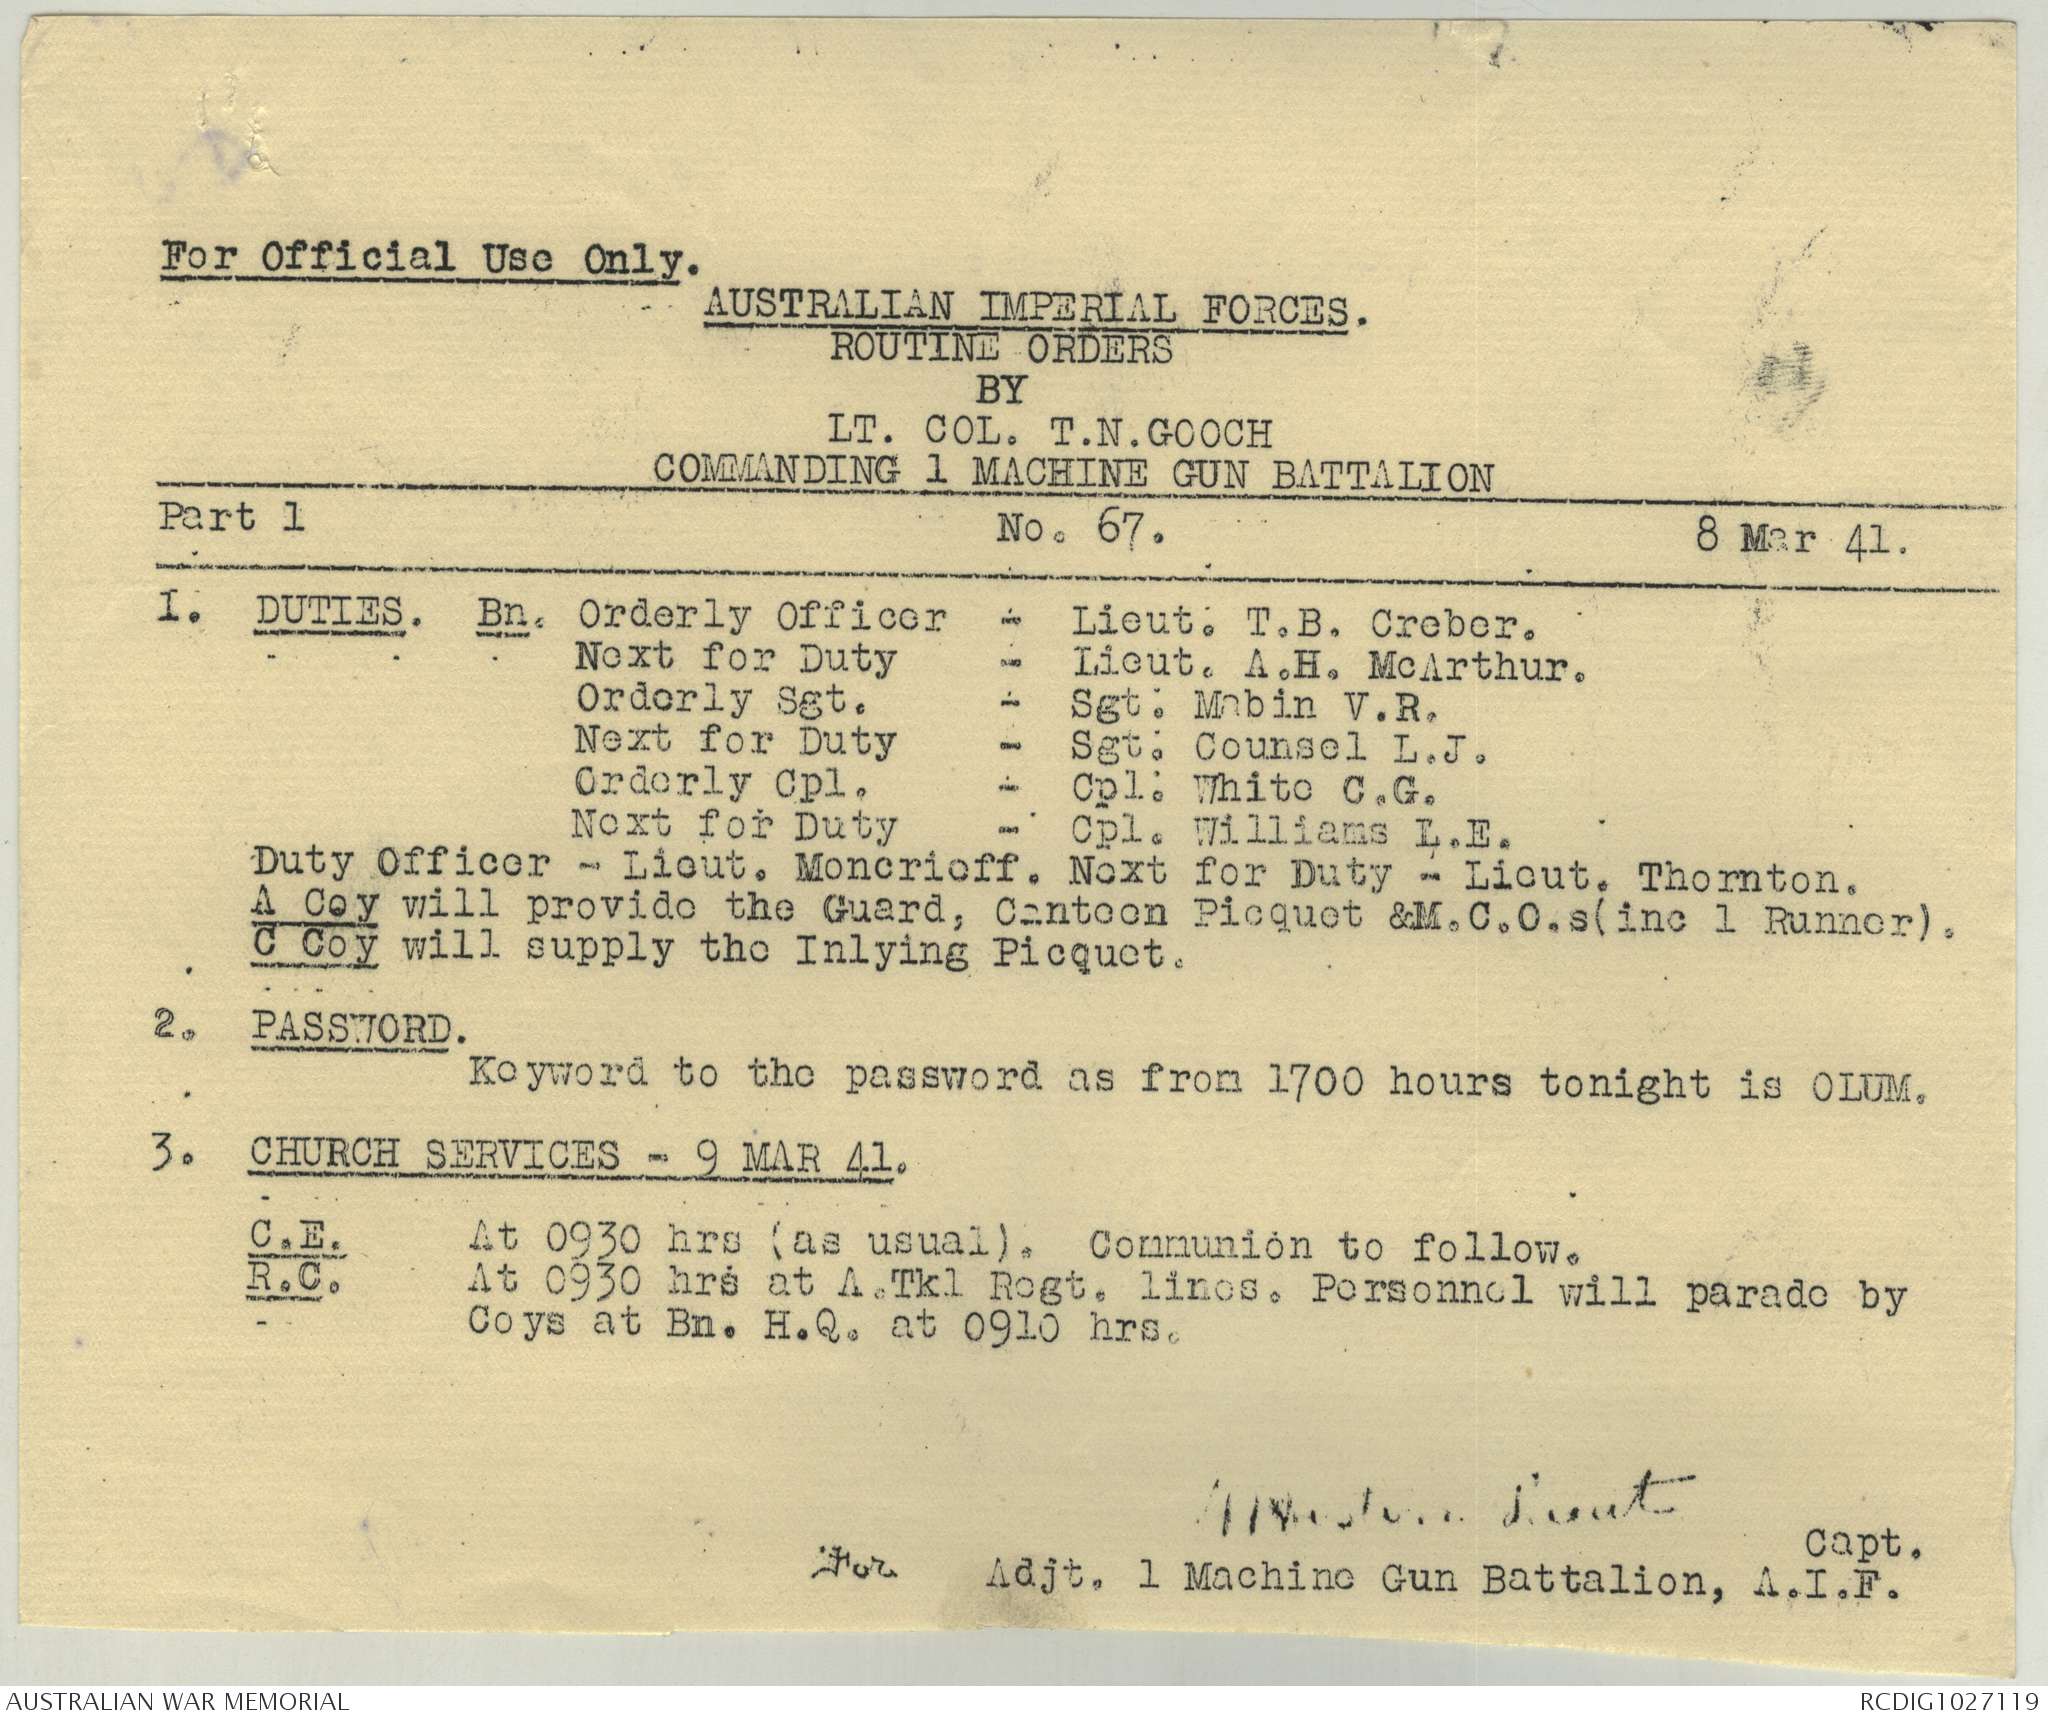 For Official Use Only.
AUSTRALIAN IMPERIAL FORCES.
ROUTINE ORDERS
BY
LT. COL. T.N.GOOCH
COMMANDING 1 MACHINE GUN BATTALION
Part 1 No. 67. 8 Mar 41.
1. DUTIES. Bn. Orderly Officer - Lieut. T.B. Creber.
Next for Duty - Lieut. A.H. McArthur.
Orderly Sgt. - Sgt. Mabin V.R.
Next for Duty - Sgt. Counsel L.J.
Orderly Cpl. - Cpl. White C.G.
Next for Duty - Cpl. Williams L.E.
Duty Officer - Lieut. Moncrieff. Next for Duty - Lieut. Thornton.
A Coy will provide the Guard, Canteen Picquet &M.C.O.s(inc 1 Runner).
C Coy will supply the Inlying Picquet.
2. PASSWORD.
Keyword to the password as from 1700 hours tonight is OLUM.
3. CHURCH SERVICES - 9 MAR 41.
C.E. At 0930 hrs (as usual). Communion to follow.
R.C. At 0930 hrs at A.Tk1 Regt. lines. Personnel will parade by
Coys at Bn. H.Q. at 0910 hrs.
Lieut
Capt.
For Adjt. 1 Machine Gun Battalion, A.I.F.
AUSTRALIAN WAR MEMORIAL RCDIG1027119